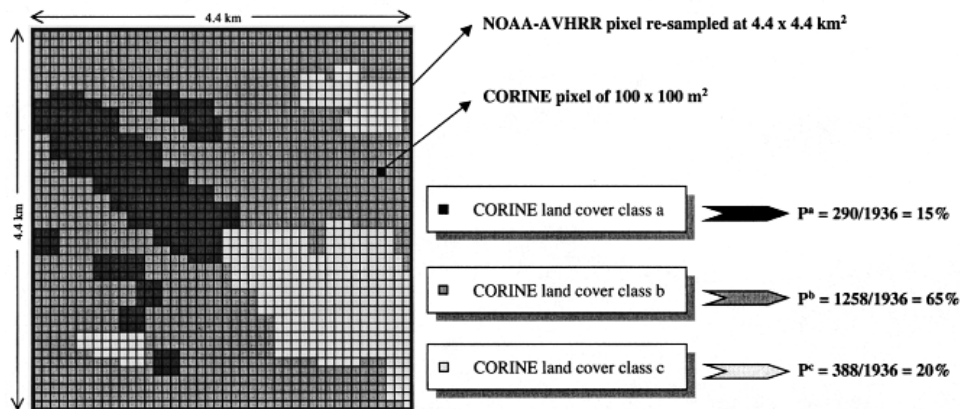 4.4 km
4.4 km
NOAA-AVHRR pixel re-sampled at 4.4 x 4.4 km²
CORINE pixel of 100 x 100 m²
CORINE land cover class a
Pᵃ = 290/1936 = 15%
CORINE land cover class b
Pᵇ = 1258/1936 = 65%
CORINE land cover class c
Pᶜ = 388/1936 = 20%